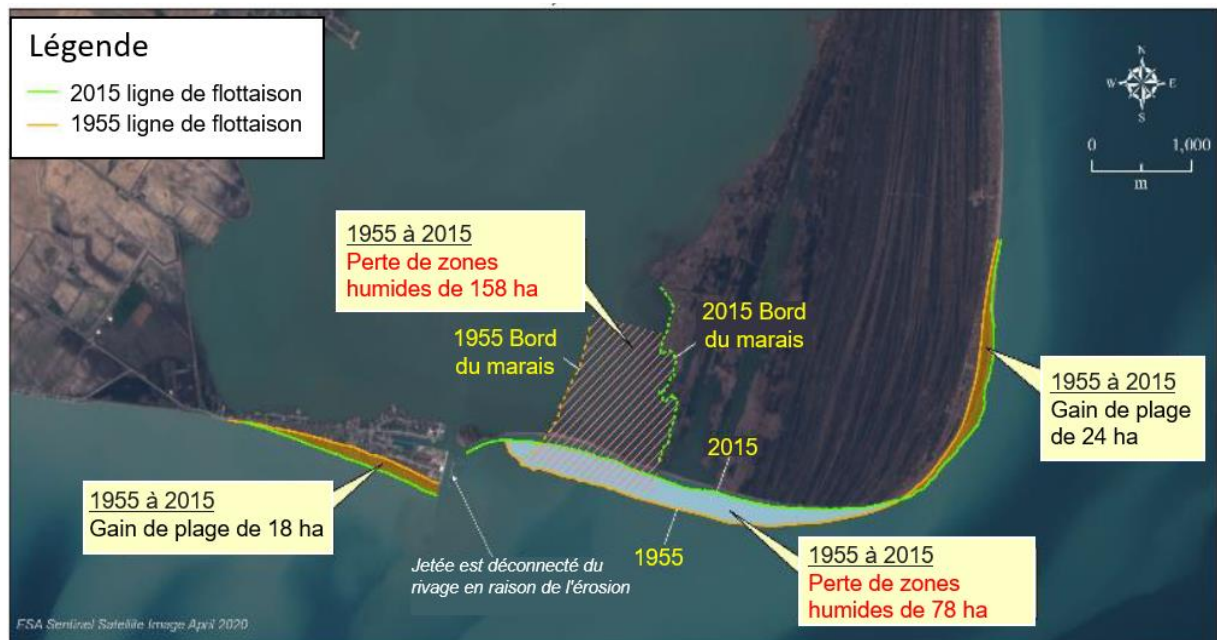 Légende
2015 ligne de flottaison
1955 ligne de flottaison
N
W E
S
0 1,000
m
1955 à 2015
Perte de zones
humides de 158 ha
1955 Bord
du marais
2015 Bord
du marais
1955 à 2015
Gain de plage
de 24 ha
2015
1955 à 2015
Gain de plage de 18 ha
1955
Jetée est déconnecté du
rivage en raison de l'érosion
1955 à 2015
Perte de zones
humides de 78 ha
ESA Sentinel Satellite Image April 2020